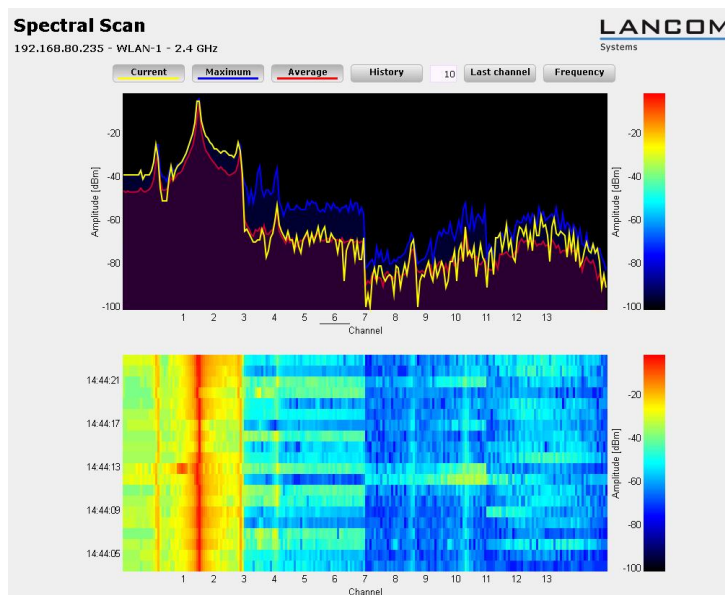 Spectral Scan
192.168.80.235 - WLAN-1 - 2.4 GHz
LANCOM
Systems
Current Maximum Average History 10 Last channel Frequency
Amplitude [dBm]
-20
-40
-60
-80
-100
1 2 3 4 5 6 7 8 9 10 11 12 13
Channel
Amplitude [dBm]
-20
-40
-60
-80
-100
14:44:21
14:44:17
14:44:13
14:44:09
14:44:05
1 2 3 4 5 6 7 8 9 10 11 12 13
Channel
Amplitude [dBm]
-20
-40
-60
-80
-100